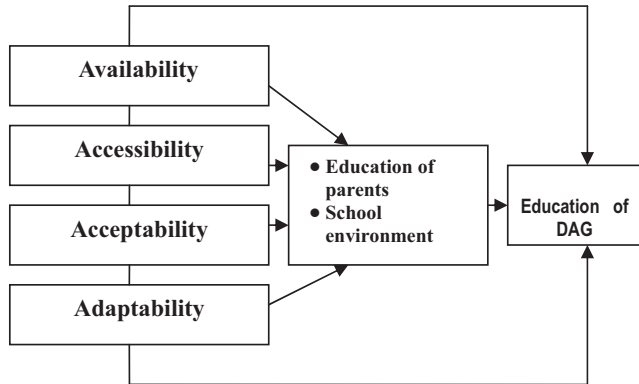 Availability
Accessibility
Acceptability
Adaptability
● Education of
parents
● School
environment
Education of
DAG